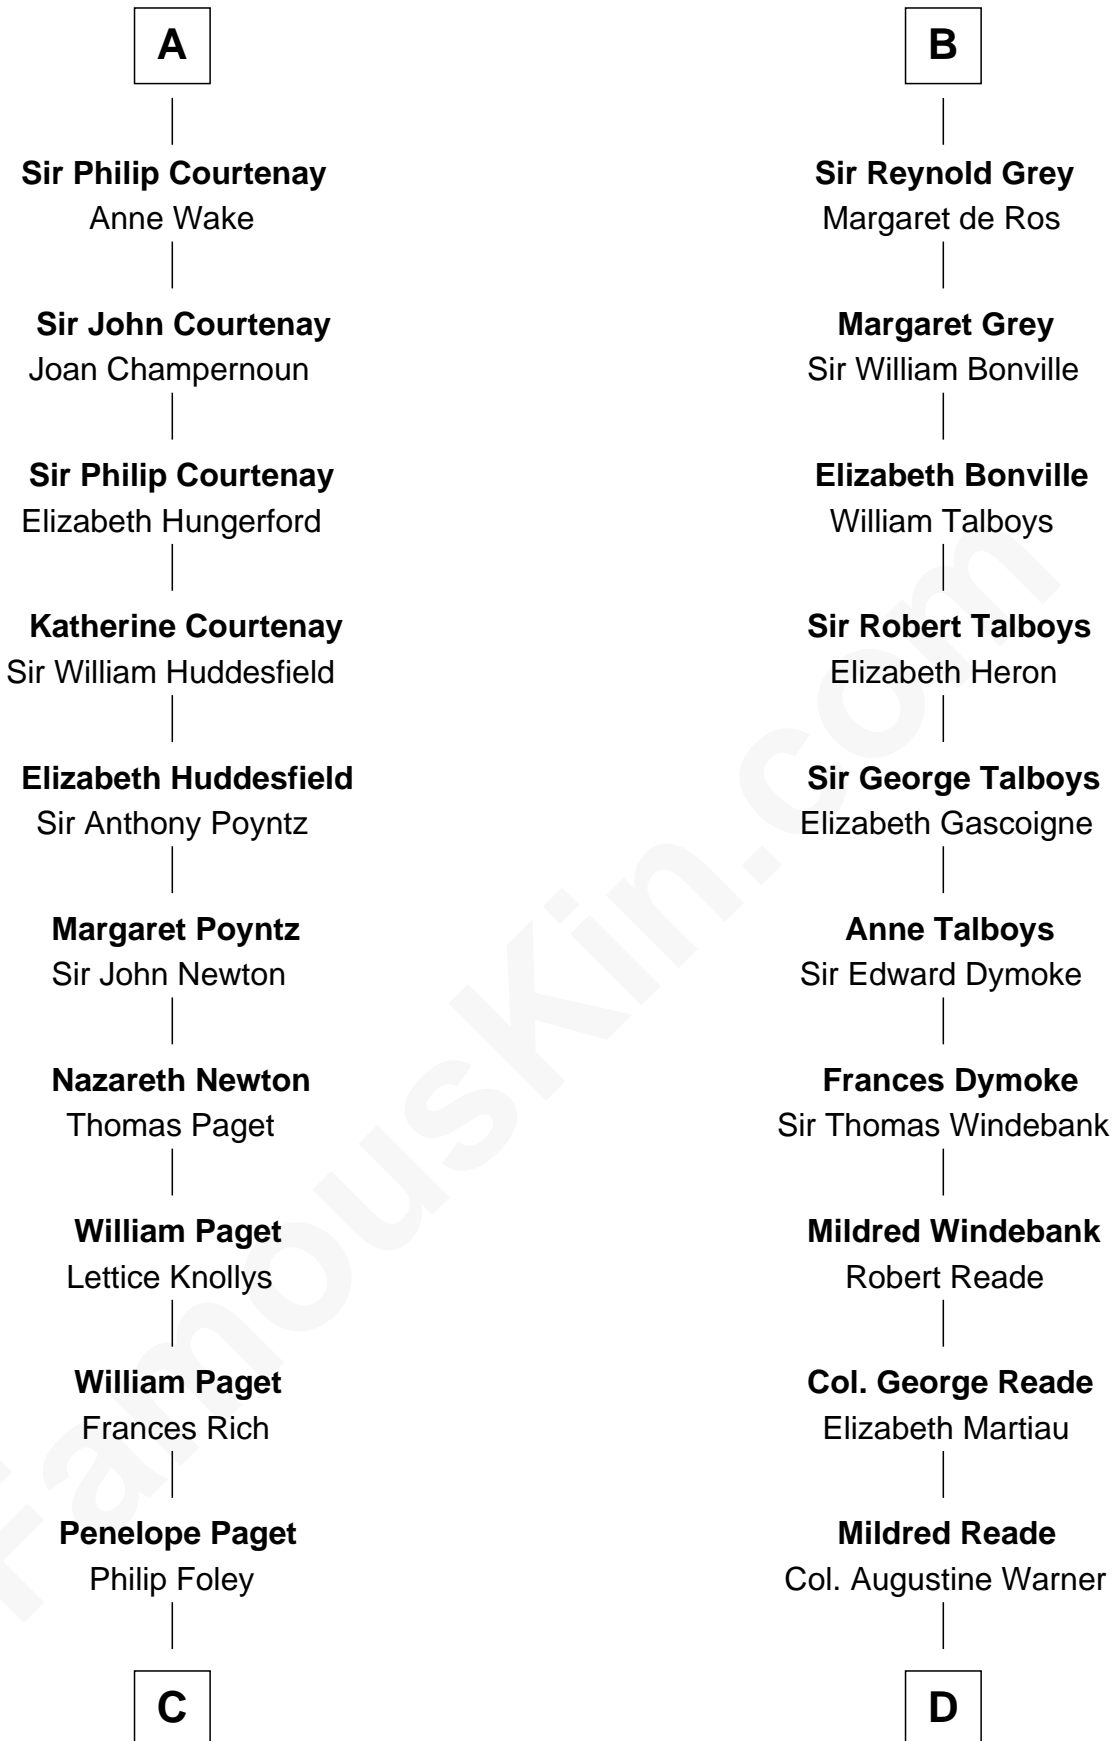 A
Sir Philip Courtenay
Anne Wake
Sir John Courtenay
Joan Champernoun
Sir Philip Courtenay
Elizabeth Hungerford
Katherine Courtenay
Sir William Huddesfield
Elizabeth Huddesfield
Sir Anthony Poyntz
Margaret Poyntz
Sir John Newton
Nazareth Newton
Thomas Paget
William Paget
Lettice Knollys
William Paget
Frances Rich
Penelope Paget
Philip Foley
C
B
Sir Reynold Grey
Margaret de Ros
Margaret Grey
Sir William Bonville
Elizabeth Bonville
William Talboys
Sir Robert Talboys
Elizabeth Heron
Sir George Talboys
Elizabeth Gascoigne
Anne Talboys
Sir Edward Dymoke
Frances Dymoke
Sir Thomas Windebank
Mildred Windebank
Robert Reade
Col. George Reade
Elizabeth Martiau
Mildred Reade
Col. Augustine Warner
D
FamousKin.com